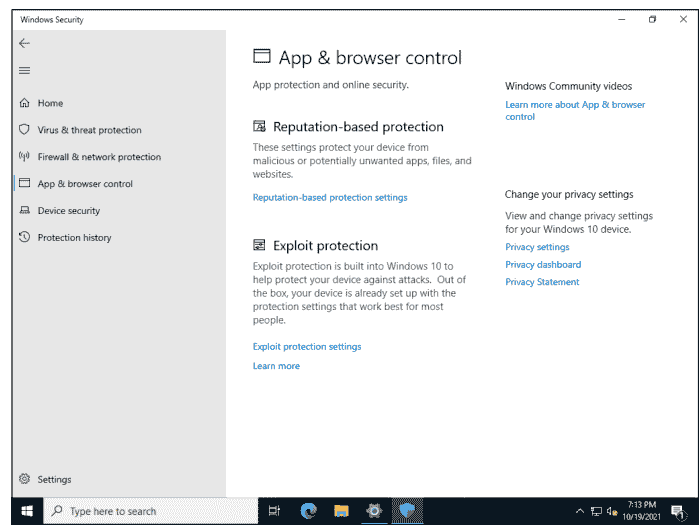 Windows Security
Home
Virus & threat protection
Firewall & network protection
App & browser control
Device security
Protection history
Settings
App & browser control
App protection and online security.
Reputation-based protection
These settings protect your device from
malicious or potentially unwanted apps, files, and
websites.
Reputation-based protection settings
Exploit protection
Exploit protection is built into Windows 10 to
help protect your device against attacks. Out of
the box, your device is already set up with the
protection settings that work best for most
people.
Exploit protection settings
Learn more
Windows Community videos
Learn more about App & browser
control
Change your privacy settings
View and change privacy settings
for your Windows 10 device.
Privacy settings
Privacy dashboard
Privacy Statement
Type here to search
7:13 PM
10/19/2021
1